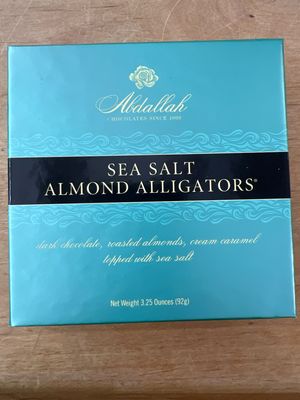 Abdallah
CHOCOLATES SINCE 1909
SEA SALT
ALMOND ALLIGATORS®
dark chocolate, roasted almonds, cream caramel
topped with sea salt
Net Weight 3.25 Ounces (92g)